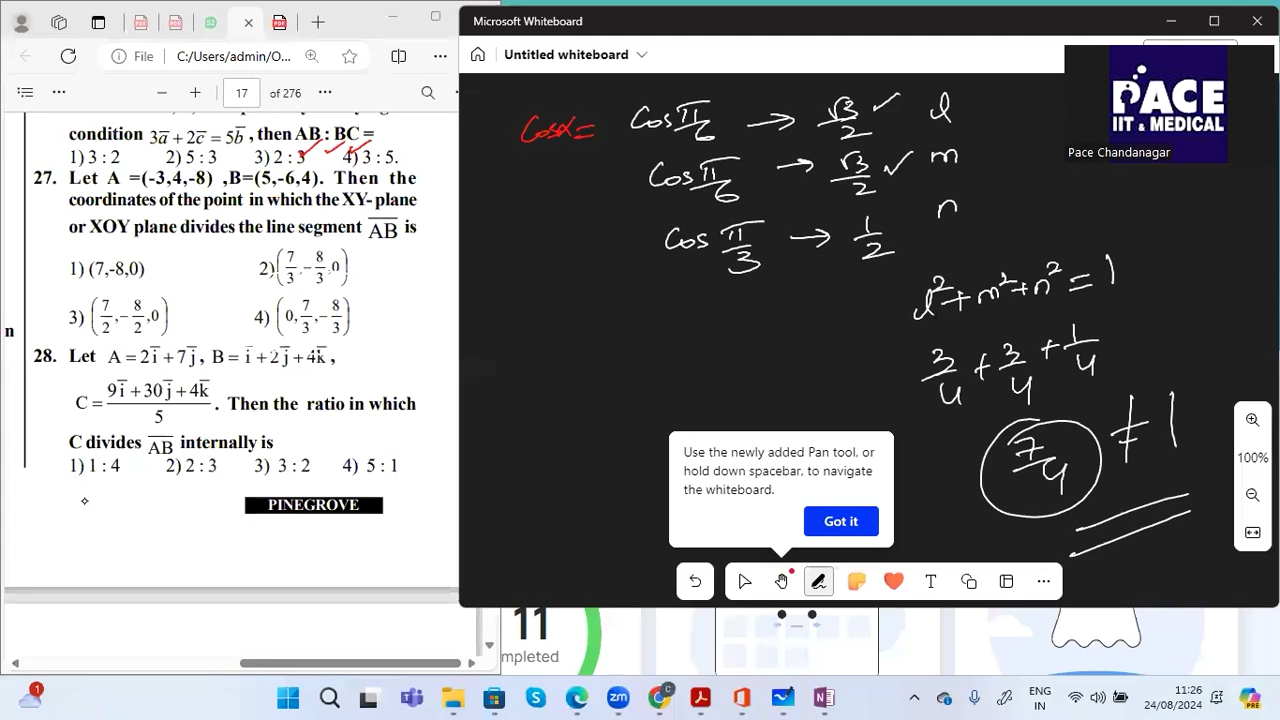 File
C:/Users/admin/O...
17
of 276
condition 3a̅ + 2c̅ = 5b̅, then AB : BC =
1) 3 : 2 2) 5 : 3 3) 2 : 3 4) 3 : 5.
27. Let A =(-3,4,-8) ,B=(5,-6,4). Then the
coordinates of the point in which the XY- plane
or XOY plane divides the line segment A̅B̅ is
1) (7,-8,0) 2) (7/3, -8/3, 0)
3) (7/2, -8/2, 0) 4) (0, 7/3, -8/3)
n
28. Let A = 2i̅ + 7j̅, B = i̅ + 2j̅ + 4k̅,
C = (9i̅ + 30j̅ + 4k̅)/5. Then the ratio in which
C divides A̅B̅ internally is
1) 1 : 4 2) 2 : 3 3) 3 : 2 4) 5 : 1
PINEGROVE
11
pleted
Microsoft Whiteboard
Untitled whiteboard
PACE
IIT & MEDICAL
Pace Chandanagar
Cosα = Cos π/6 → √3/2 ✓ l
Cos π/6 → √3/2 ✓ m
n
Cos π/3 → 1/2
l² + m² + n² = 1
3/4 + 3/4 + 1/4
7/4 ≠ 1
Use the newly added Pan tool, or
hold down spacebar, to navigate
the whiteboard.
Got it
100%
1
ENG
IN
11:26
24/08/2024